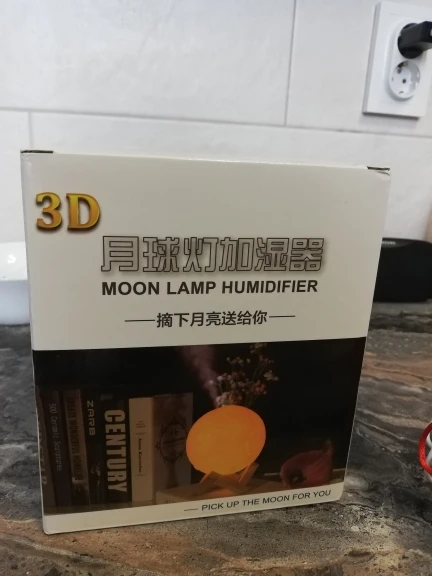 3D
月球灯加湿器
MOON LAMP HUMIDIFIER
——摘下月亮送给你——
ZARB
CENTURY
—— PICK UP THE MOON FOR YOU